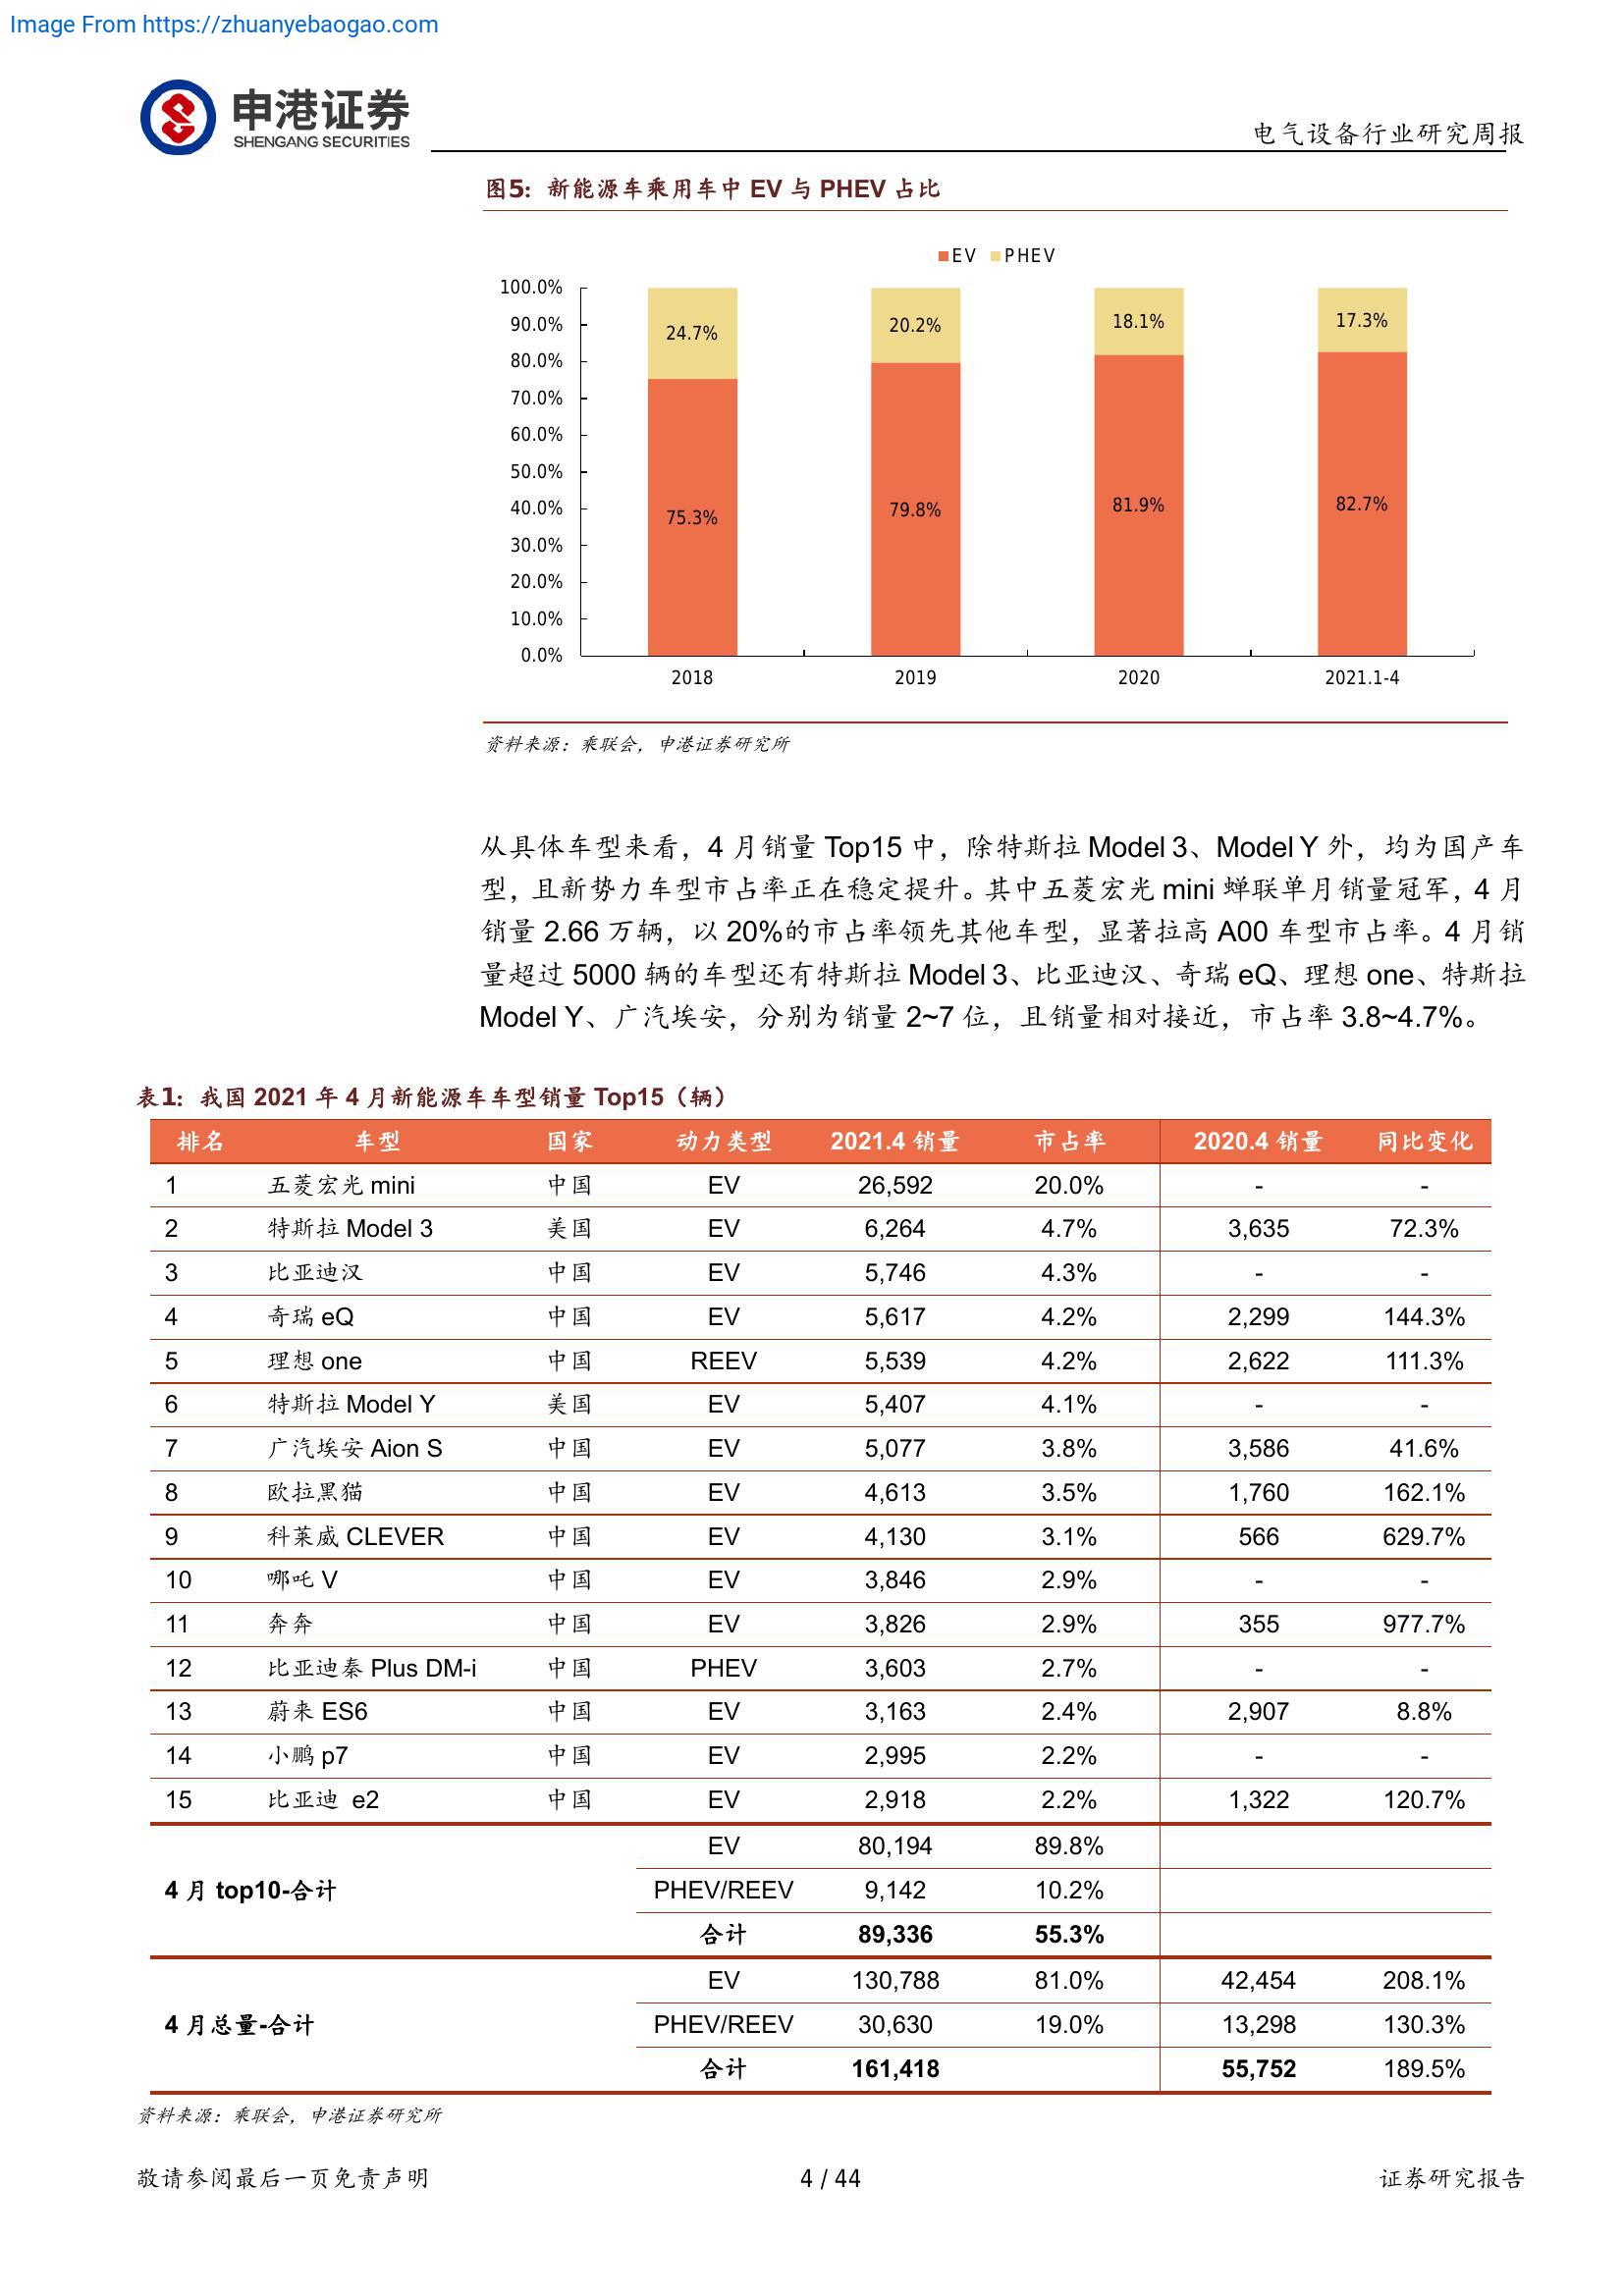 Image From https://zhuanyebaogao.com
申港证券
SHENGANG SECURITIES
电气设备行业研究周报
图5: 新能源车乘用车中 EV 与 PHEV 占比
EV PHEV
100.0%
90.0%
80.0%
70.0%
60.0%
50.0%
40.0%
30.0%
20.0%
10.0%
0.0%
24.7% 20.2% 18.1% 17.3%
75.3% 79.8% 81.9% 82.7%
2018 2019 2020 2021.1-4
资料来源：乘联会，申港证券研究所
从具体车型来看，4 月销量 Top15 中，除特斯拉 Model 3、Model Y 外，均为国产车
型，且新势力车型市占率正在稳定提升。其中五菱宏光 mini 蝉联单月销量冠军，4 月
销量 2.66 万辆，以 20%的市占率领先其他车型，显著拉高 A00 车型市占率。4 月销
量超过 5000 辆的车型还有特斯拉 Model 3、比亚迪汉、奇瑞 eQ、理想 one、特斯拉
Model Y、广汽埃安，分别为销量 2~7 位，且销量相对接近，市占率 3.8~4.7%。
表1: 我国 2021 年 4 月新能源车车型销量 Top15（辆）
排名 车型 国家 动力类型 2021.4 销量 市占率 2020.4 销量 同比变化
1 五菱宏光 mini 中国 EV 26,592 20.0% - -
2 特斯拉 Model 3 美国 EV 6,264 4.7% 3,635 72.3%
3 比亚迪汉 中国 EV 5,746 4.3% - -
4 奇瑞 eQ 中国 EV 5,617 4.2% 2,299 144.3%
5 理想 one 中国 REEV 5,539 4.2% 2,622 111.3%
6 特斯拉 Model Y 美国 EV 5,407 4.1% - -
7 广汽埃安 Aion S 中国 EV 5,077 3.8% 3,586 41.6%
8 欧拉黑猫 中国 EV 4,613 3.5% 1,760 162.1%
9 科莱威 CLEVER 中国 EV 4,130 3.1% 566 629.7%
10 哪吒 V 中国 EV 3,846 2.9% - -
11 奔奔 中国 EV 3,826 2.9% 355 977.7%
12 比亚迪秦 Plus DM-i 中国 PHEV 3,603 2.7% - -
13 蔚来 ES6 中国 EV 3,163 2.4% 2,907 8.8%
14 小鹏 p7 中国 EV 2,995 2.2% - -
15 比亚迪 e2 中国 EV 2,918 2.2% 1,322 120.7%
EV 80,194 89.8%
4 月 top10-合计 PHEV/REEV 9,142 10.2%
合计 89,336 55.3%
EV 130,788 81.0% 42,454 208.1%
4 月总量-合计 PHEV/REEV 30,630 19.0% 13,298 130.3%
合计 161,418 55,752 189.5%
资料来源：乘联会，申港证券研究所
敬请参阅最后一页免责声明 4 / 44 证券研究报告